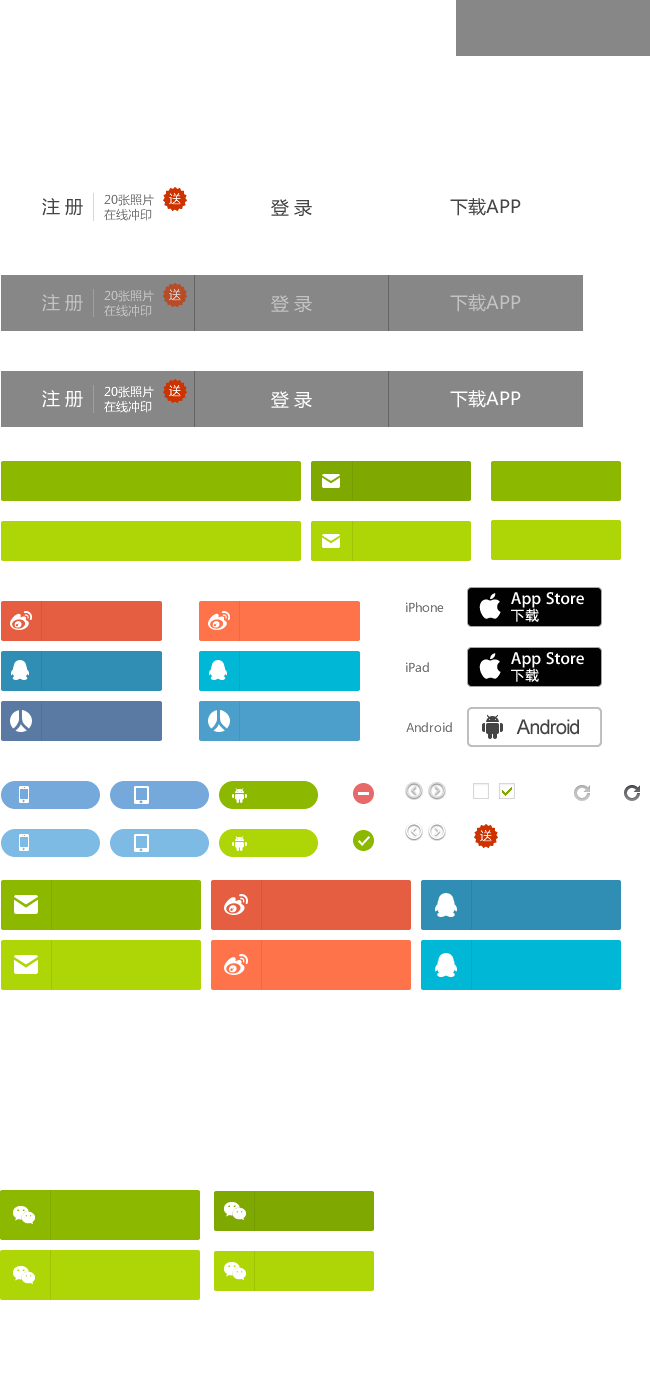 注 册
20张照片
在线冲印
送
登 录
下载APP
注 册
20张照片
在线冲印
送
登 录
下载APP
注 册
20张照片
在线冲印
送
登 录
下载APP
iPhone
App Store
下载
iPad
App Store
下载
Android
Android
送